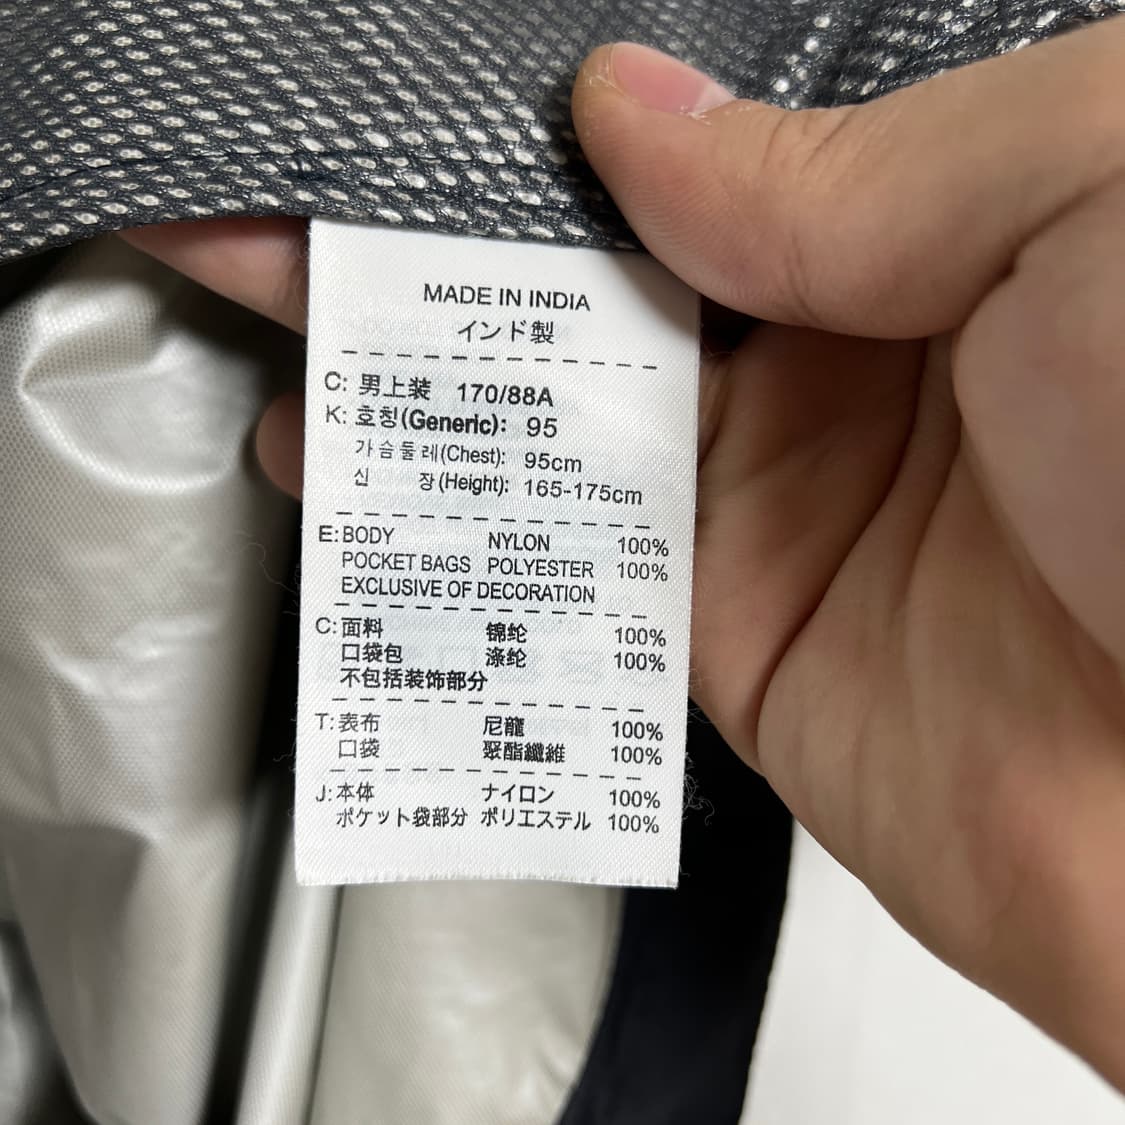 MADE IN INDIA
インド製
C: 男上装 170/88A
K: 호칭(Generic): 95
가슴둘레(Chest): 95cm
신 장(Height): 165-175cm
E: BODY NYLON 100%
POCKET BAGS POLYESTER 100%
EXCLUSIVE OF DECORATION
C: 面料 锦纶 100%
口袋包 涤纶 100%
不包括装饰部分
T: 表布 尼龍 100%
口袋 聚酯纖維 100%
J: 本体 ナイロン 100%
ポケット袋部分 ポリエステル 100%